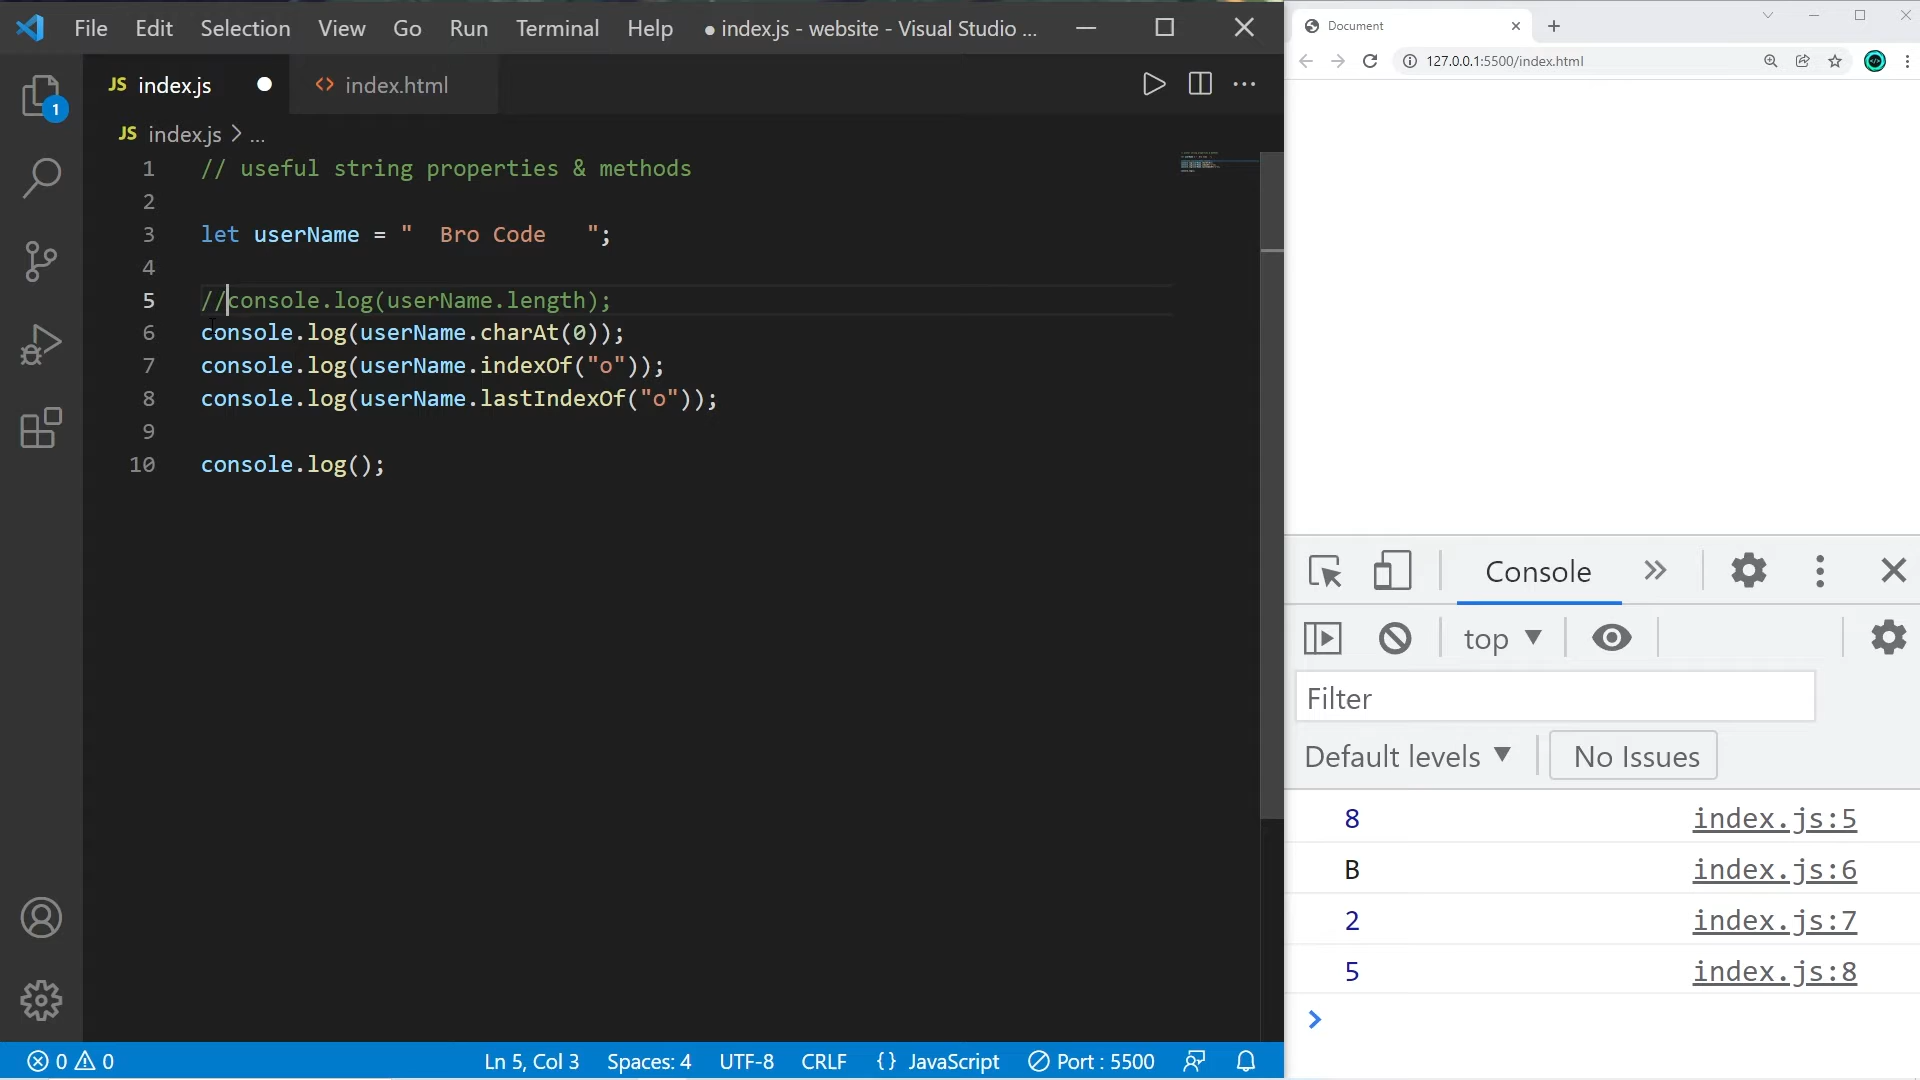 File Edit Selection View Go Run Terminal Help ● index.js - website - Visual Studio ...
JS index.js ● <> index.html
1
JS index.js > ...
1 // useful string properties & methods
2
3 let userName = "  Bro Code   ";
4
5 //console.log(userName.length);
6 console.log(userName.charAt(0));
7 console.log(userName.indexOf("o"));
8 console.log(userName.lastIndexOf("o"));
9
10 console.log();
0 0 Ln 5, Col 3 Spaces: 4 UTF-8 CRLF {} JavaScript Port : 5500
Document
127.0.0.1:5500/index.html
Console
top
Filter
Default levels No Issues
8 index.js:5
B index.js:6
2 index.js:7
5 index.js:8